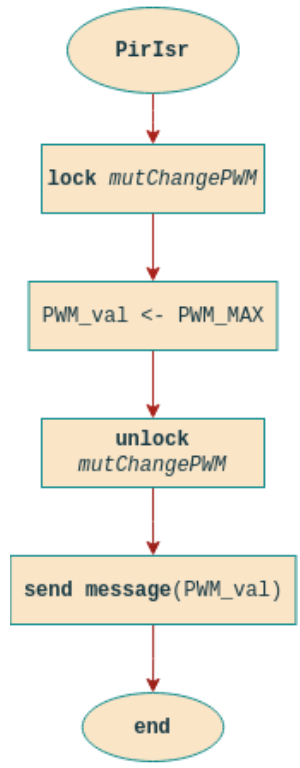 PirIsr
lock mutChangePWM
PWM_val <- PWM_MAX
unlock
mutChangePWM
send message(PWM_val)
end